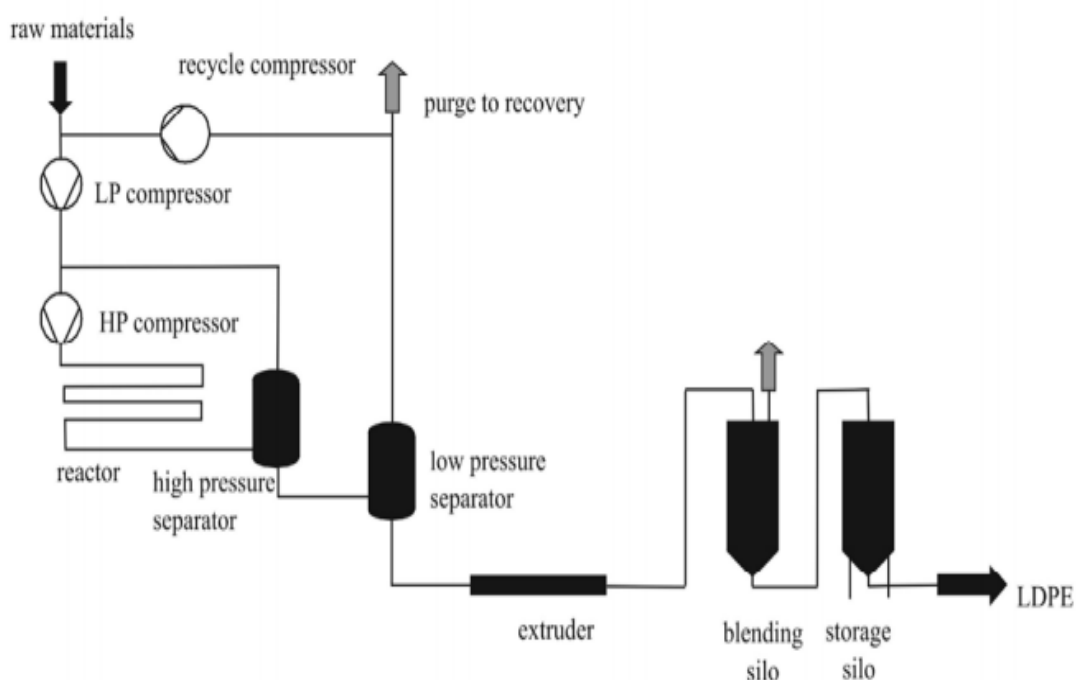 raw materials
recycle compressor
purge to recovery
LP compressor
HP compressor
reactor
high pressure
separator
low pressure
separator
extruder
blending
silo
storage
silo
LDPE